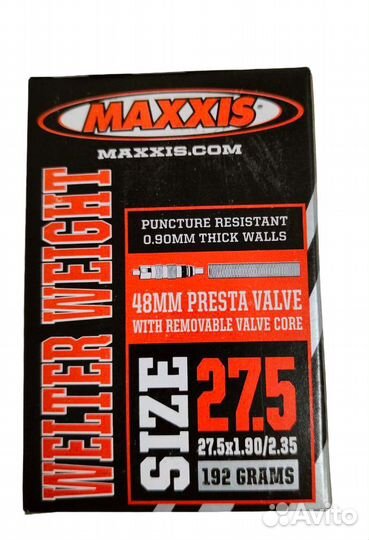 MAXXIS
MAXXIS.COM
WELTER WEIGHT
PUNCTURE RESISTANT
0.90MM THICK WALLS
48MM PRESTA VALVE
WITH REMOVABLE VALVE CORE
SIZE
27.5
27.5x1.90/2.35
192 GRAMS
Avito